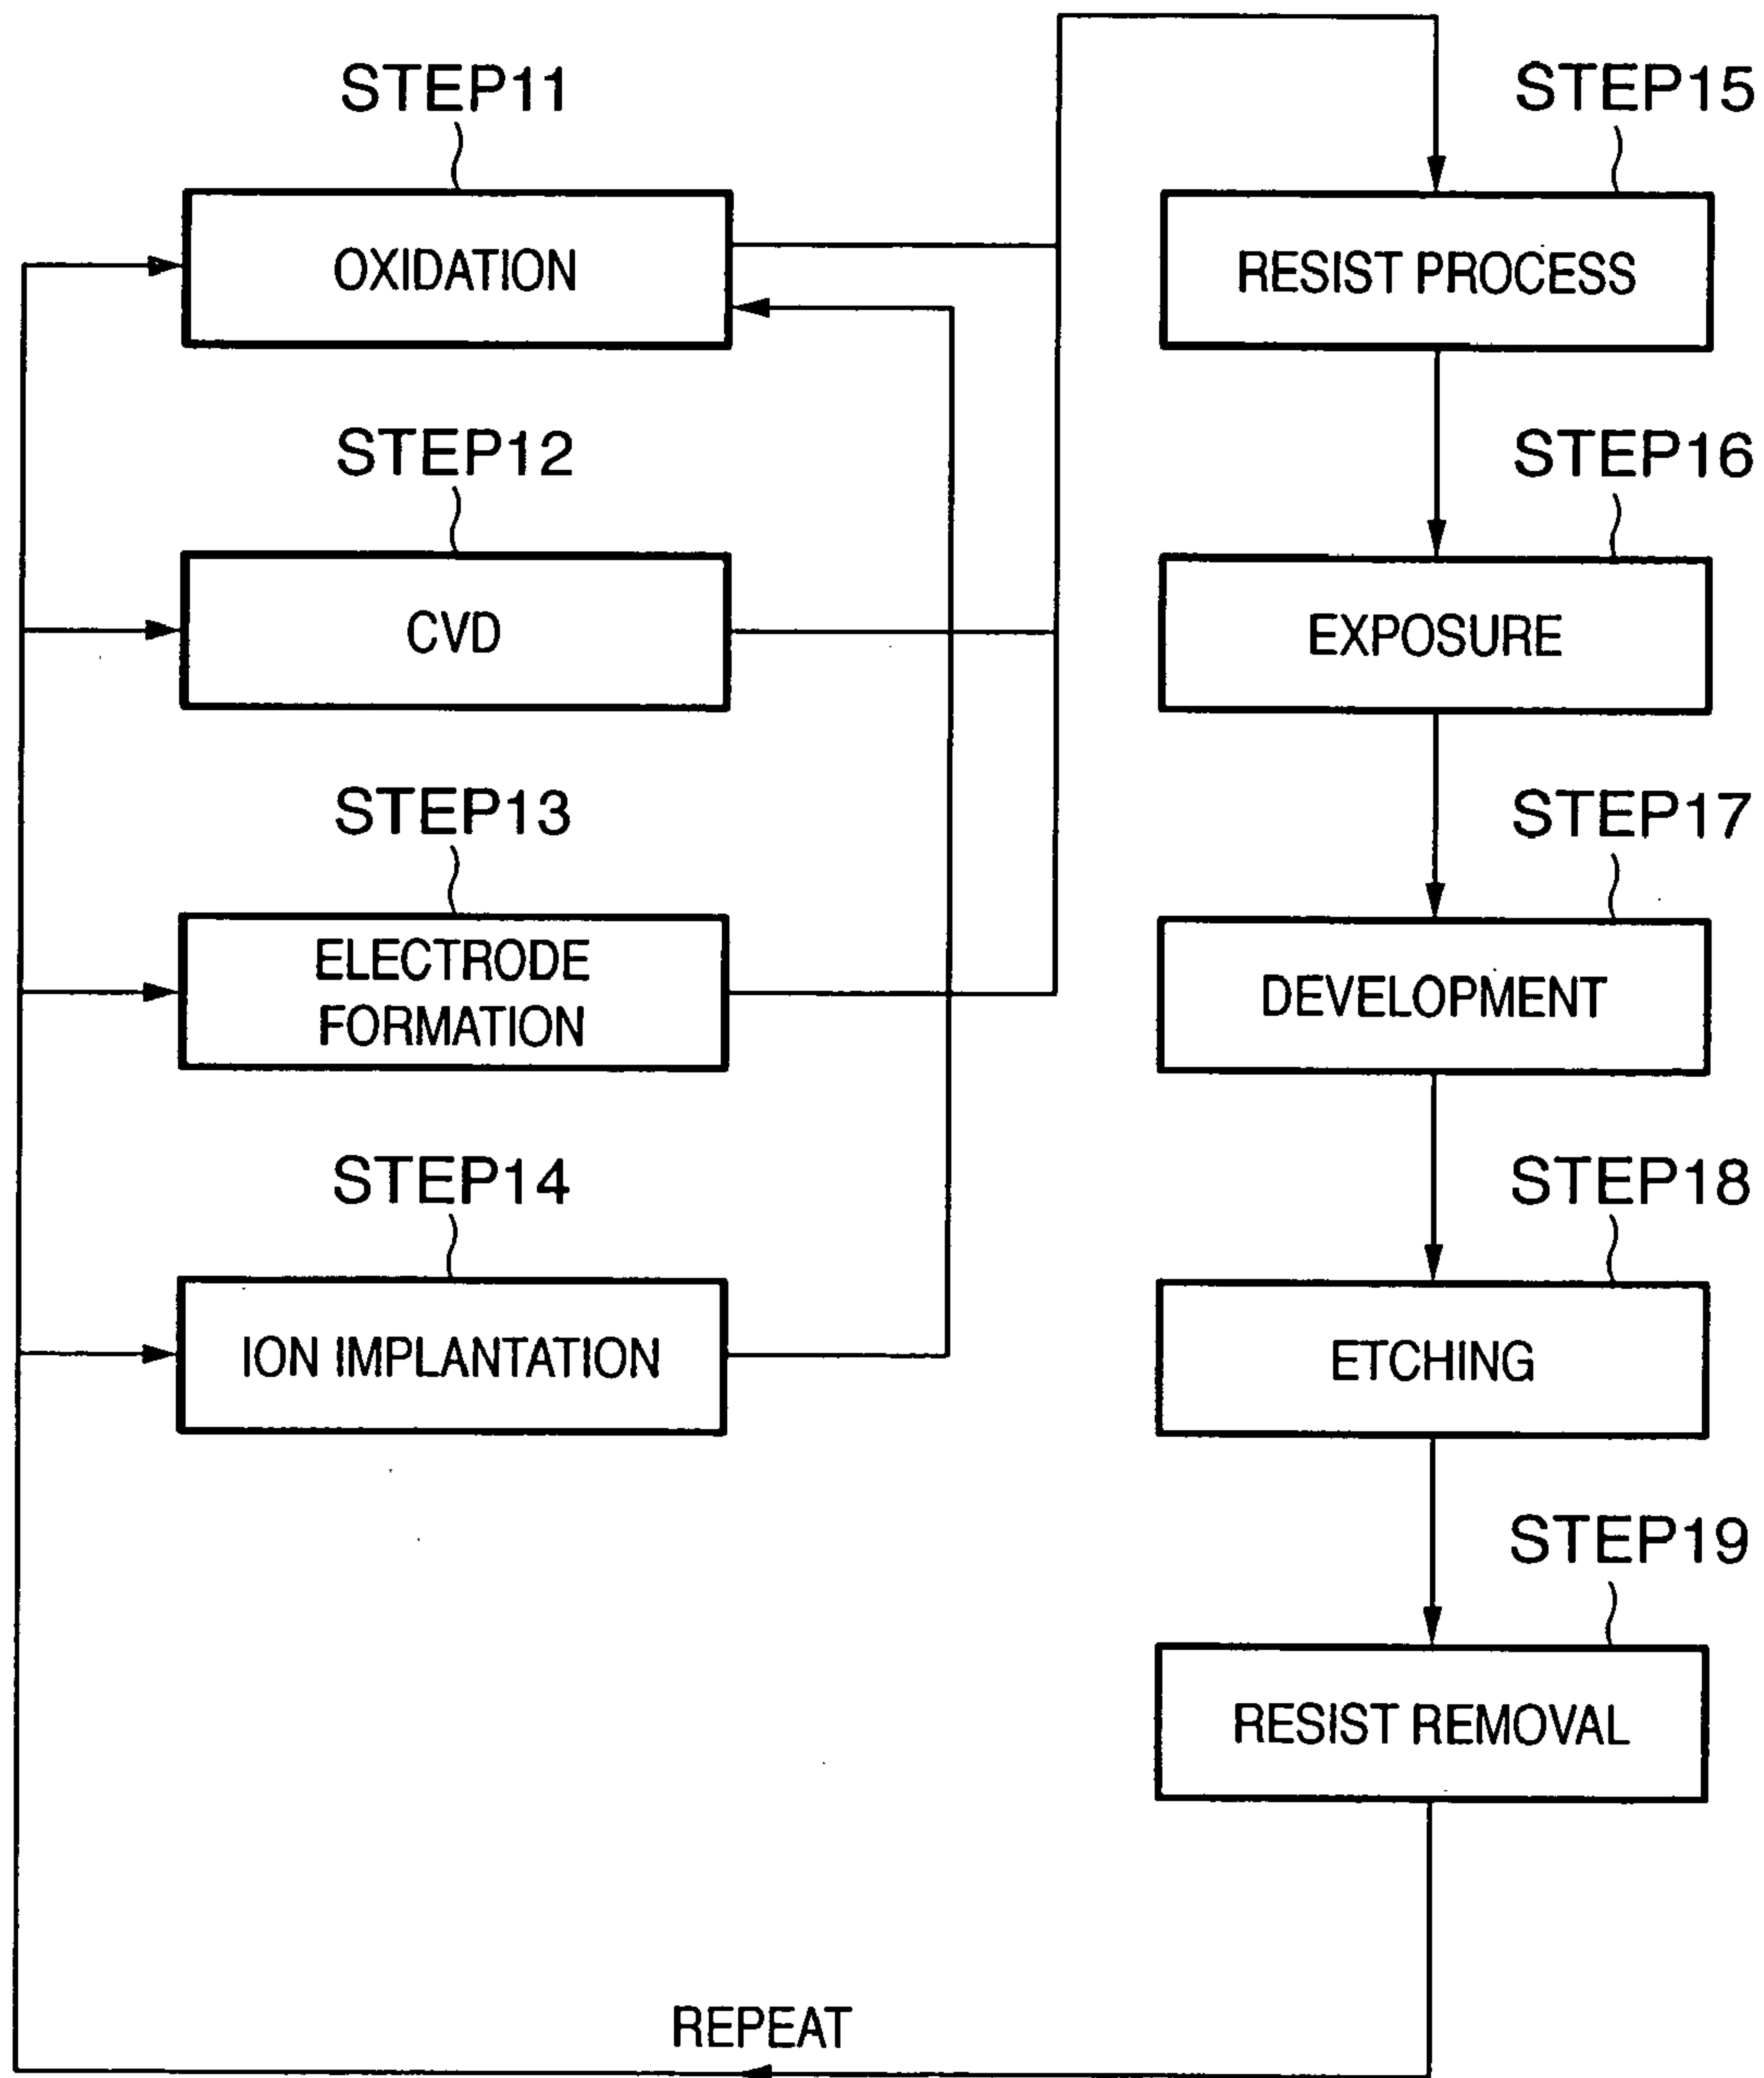 STEP11
OXIDATION
STEP12
CVD
STEP13
ELECTRODE
FORMATION
STEP14
ION IMPLANTATION
STEP15
RESIST PROCESS
STEP16
EXPOSURE
STEP17
DEVELOPMENT
STEP18
ETCHING
STEP19
RESIST REMOVAL
REPEAT